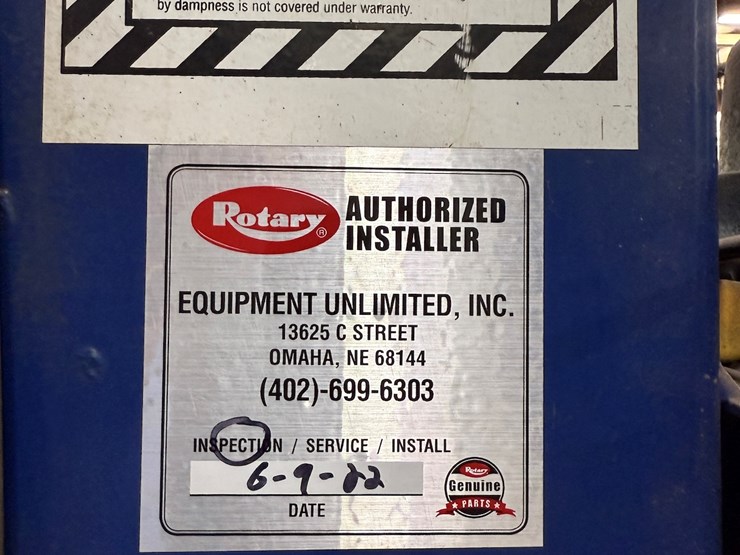 by dampness is not covered under warranty.
Rotary®
AUTHORIZED
INSTALLER
EQUIPMENT UNLIMITED, INC.
13625 C STREET
OMAHA, NE 68144
(402)-699-6303
INSPECTION / SERVICE / INSTALL
6-9-22
DATE
Rotary
Genuine
PARTS